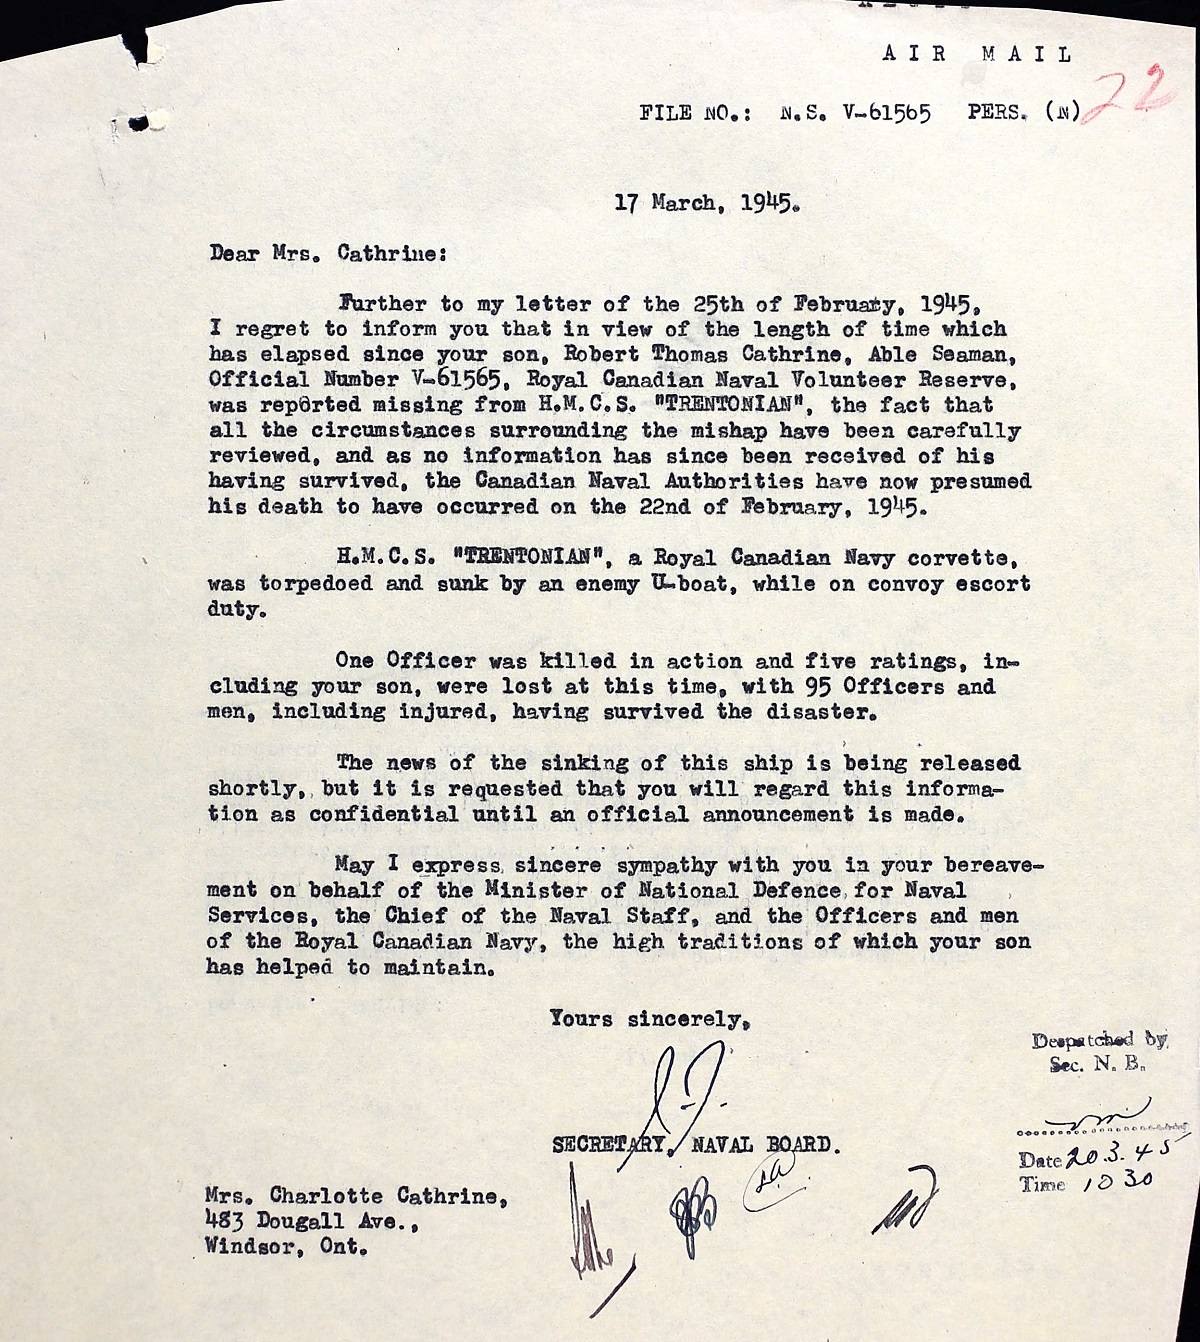 AIR MAIL
22
FILE NO.: N.S. V-61565 PERS. (N)
17 March, 1945.
Dear Mrs. Cathrine:
Further to my letter of the 25th of February, 1945,
I regret to inform you that in view of the length of time which
has elapsed since your son, Robert Thomas Cathrine, Able Seaman,
Official Number V-61565, Royal Canadian Naval Volunteer Reserve,
was reported missing from H.M.C.S. "TRENTONIAN", the fact that
all the circumstances surrounding the mishap have been carefully
reviewed, and as no information has since been received of his
having survived, the Canadian Naval Authorities have now presumed
his death to have occurred on the 22nd of February, 1945.
H.M.C.S. "TRENTONIAN", a Royal Canadian Navy corvette,
was torpedoed and sunk by an enemy U-boat, while on convoy escort
duty.
One Officer was killed in action and five ratings, in-
cluding your son, were lost at this time, with 95 Officers and
men, including injured, having survived the disaster.
The news of the sinking of this ship is being released
shortly, but it is requested that you will regard this informa-
tion as confidential until an official announcement is made.
May I express sincere sympathy with you in your bereave-
ment on behalf of the Minister of National Defence for Naval
Services, the Chief of the Naval Staff, and the Officers and men
of the Royal Canadian Navy, the high traditions of which your son
has helped to maintain.
Yours sincerely,
SECRETARY, NAVAL BOARD.
Despatched by
Sec. N. B.
Date 20.3.45
Time 1030
Mrs. Charlotte Cathrine,
483 Dougall Ave.,
Windsor, Ont.